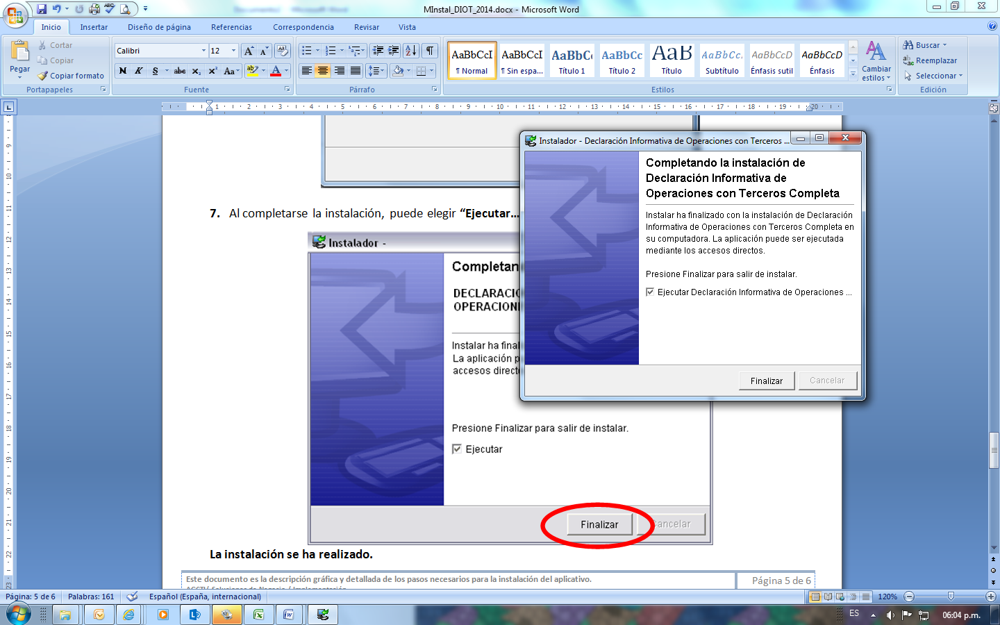 MInstal_DIOT_2014.docx - Microsoft Word
Inicio Insertar Diseño de página Referencias Correspondencia Revisar Vista
Pegar
Cortar
Copiar
Copiar formato
Portapapeles
Calibri 12
N K S abc x₂ x² Aa
Fuente
Párrafo
AaBbCcI AaBbCcI AaBbC AaBbCc AaB AaBbCc. AaBbCcD AaBbCcD
¶ Normal ¶ Sin espa... Título 1 Título 2 Título Subtítulo Énfasis sutil Énfasis
Cambiar
estilos
Estilos
Buscar
Reemplazar
Seleccionar
Edición
1 2 3 4 5 6 7 8 9 10 11 12 13 14 15 16 17 18 19 20
9
10
11
12
13
14
15
16
17
18
19
20
21
22
23
7. Al completarse la instalación, puede elegir “Ejecutar...
Instalador -
Completan
DECLARACIO
OPERACION
Instalar ha final
La aplicación p
accesos direct
Presione Finalizar para salir de instalar.
Ejecutar
Finalizar Cancelar
Instalador - Declaración Informativa de Operaciones con Terceros ...
Completando la instalación de
Declaración Informativa de
Operaciones con Terceros Completa
Instalar ha finalizado con la instalación de Declaración
Informativa de Operaciones con Terceros Completa en
su computadora. La aplicación puede ser ejecutada
mediante los accesos directos.
Presione Finalizar para salir de instalar.
Ejecutar Declaración Informativa de Operaciones ...
Finalizar Cancelar
La instalación se ha realizado.
Este documento es la descripción gráfica y detallada de los pasos necesarios para la instalación del aplicativo.
AGCTI/ Soluciones de Negocio / Implementación
Página 5 de 6
Página: 5 de 6 Palabras: 161 Español (España, internacional) 120%
ES 06:04 p.m.